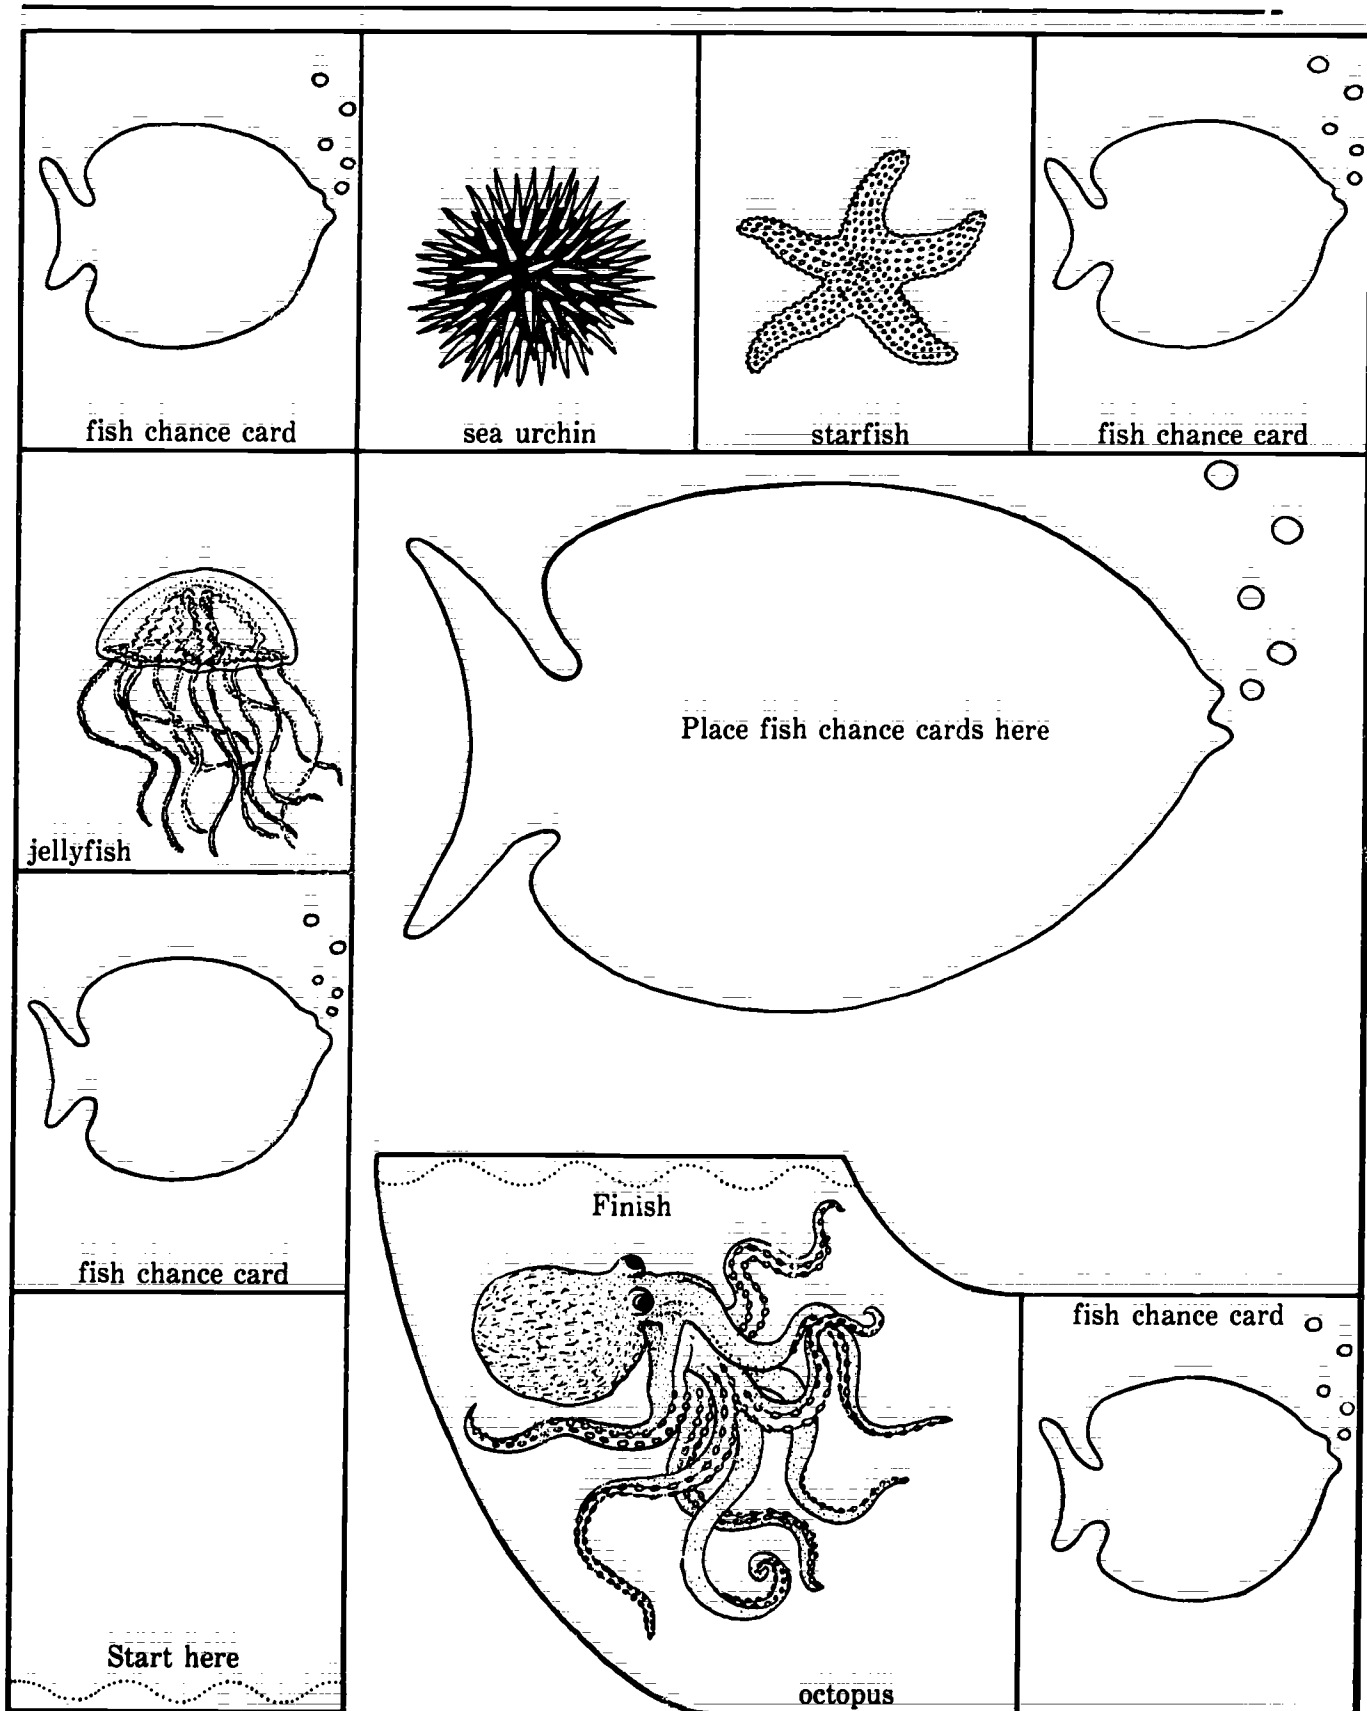 fish chance card
sea urchin
starfish
fish chance card
jellyfish
Place fish chance cards here
fish chance card
Finish
fish chance card
Start here
octopus